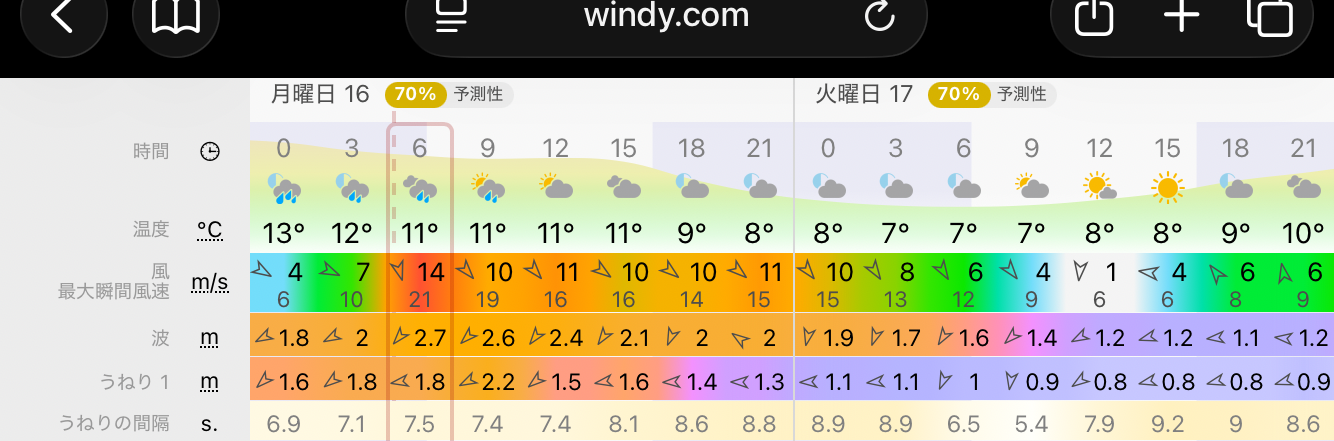 windy.com
月曜日 16 70% 予測性 火曜日 17 70% 予測性
時間 0 3 6 9 12 15 18 21 0 3 6 9 12 15 18 21
温度 °C 13° 12° 11° 11° 11° 11° 9° 8° 8° 7° 7° 7° 8° 8° 9° 10°
風 m/s 4 7 14 10 11 10 10 11 10 8 6 4 1 4 6 6
最大瞬間風速 6 10 21 19 16 16 14 15 15 13 12 9 6 6 8 9
波 m 1.8 2 2.7 2.6 2.4 2.1 2 2 1.9 1.7 1.6 1.4 1.2 1.2 1.1 1.2
うねり 1 m 1.6 1.8 1.8 2.2 1.5 1.6 1.4 1.3 1.1 1.1 1 0.9 0.8 0.8 0.8 0.9
うねりの間隔 s. 6.9 7.1 7.5 7.4 7.4 8.1 8.6 8.8 8.9 8.9 6.5 5.4 7.9 9.2 9 8.6